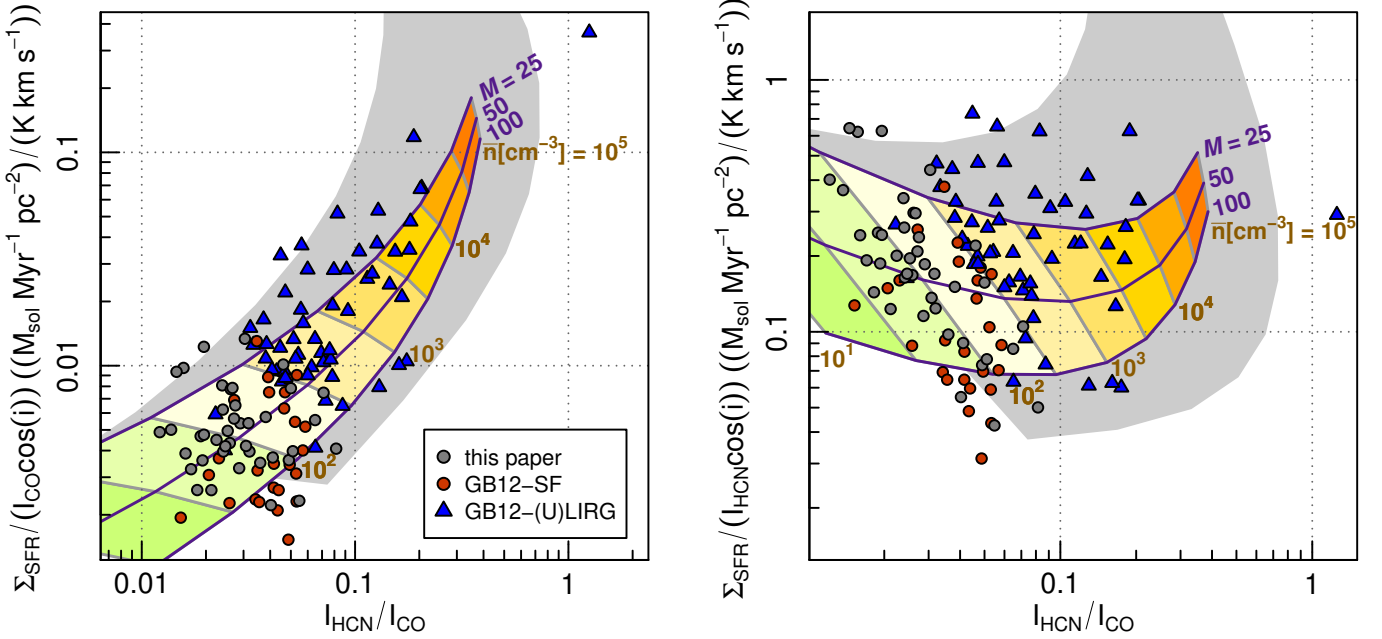 Σ_SFR/(I_CO cos(i)) ((M_sol Myr⁻¹ pc⁻²)/(K km s⁻¹))
0.1
0.01
M = 25
50
100
n̄[cm⁻³] = 10⁵
10⁴
10³
10²
this paper
GB12−SF
GB12−(U)LIRG
0.01
0.1
1
I_HCN/I_CO
Σ_SFR/(I_HCN cos(i)) ((M_sol Myr⁻¹ pc⁻²)/(K km s⁻¹))
1
0.1
M = 25
50
100
n̄[cm⁻³] = 10⁵
10⁴
10³
10²
10¹
0.1
1
I_HCN/I_CO